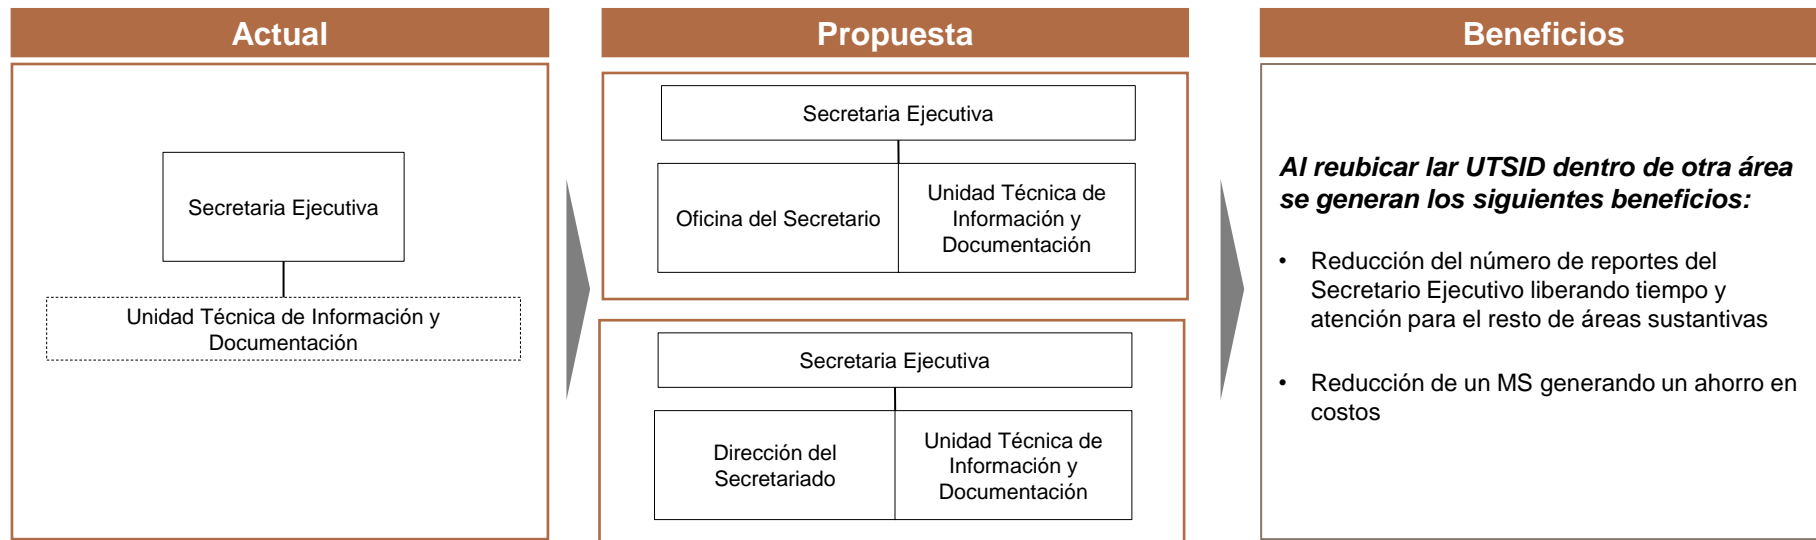 Actual
Secretaria Ejecutiva
Unidad Técnica de Información y
Documentación
Propuesta
Secretaria Ejecutiva
Oficina del Secretario
Unidad Técnica de
Información y
Documentación
Secretaria Ejecutiva
Dirección del
Secretariado
Unidad Técnica de
Información y
Documentación
Beneficios
Al reubicar lar UTSID dentro de otra área
se generan los siguientes beneficios:
• Reducción del número de reportes del
Secretario Ejecutivo liberando tiempo y
atención para el resto de áreas sustantivas
• Reducción de un MS generando un ahorro en
costos